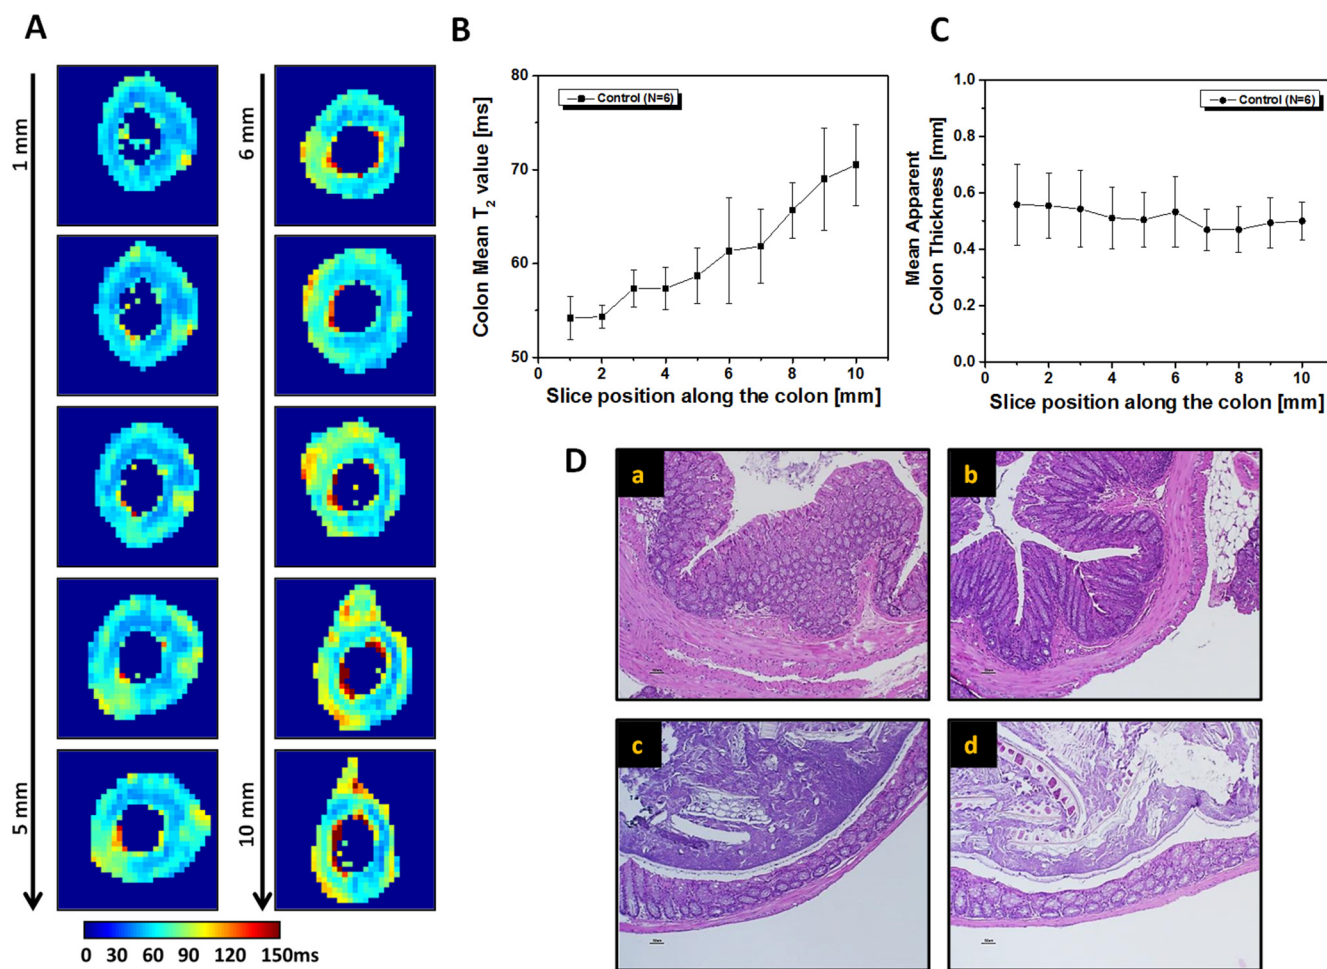 A
1 mm
5 mm
6 mm
10 mm
0 30 60 90 120 150ms
B
80
70
60
50
Colon Mean T2 value [ms]
Control (N=6)
0 2 4 6 8 10
Slice position along the colon [mm]
C
1.0
0.8
0.6
0.4
0.2
0.0
Mean Apparent
Colon Thickness [mm]
Control (N=6)
0 2 4 6 8 10
Slice position along the colon [mm]
D
a
b
c
d